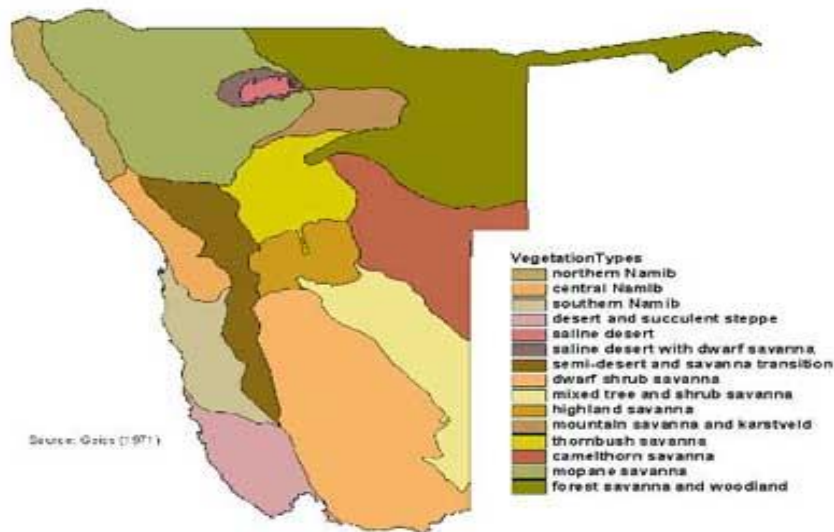 VegetationTypes
northern Namib
central Namib
southern Namib
desert and succulent steppe
saline desert
saline desert with dwarf savanna
semi-desert and savanna transition
dwarf shrub savanna
mixed tree and shrub savanna
highland savanna
mountain savanna and karstveld
thornbush savanna
camelthorn savanna
mopane savanna
forest savanna and woodland
Source: (1971)